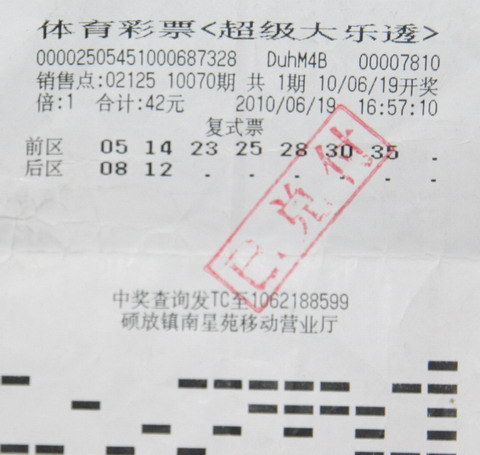 体育彩票<超级大乐透>
000025054510000687328 DuhM4B 00007810
销售点:02125 10070期 共 1期 10/06/19开奖
倍:1 合计:42元 2010/06/19 16:57:10
复式票
前区 05 14 23 25 28 30 35 .
后区 08 12 . . . . . .
已兑付
中奖查询发TC至1062188599
硕放镇南星苑移动营业厅